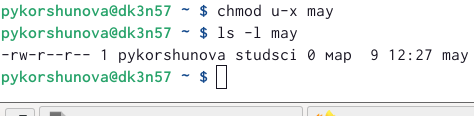 pykorshunova@dk3n57 ~ $ chmod u-x may
pykorshunova@dk3n57 ~ $ ls -l may
-rw-r--r-- 1 pykorshunova studsci 0 мар  9 12:27 may
pykorshunova@dk3n57 ~ $